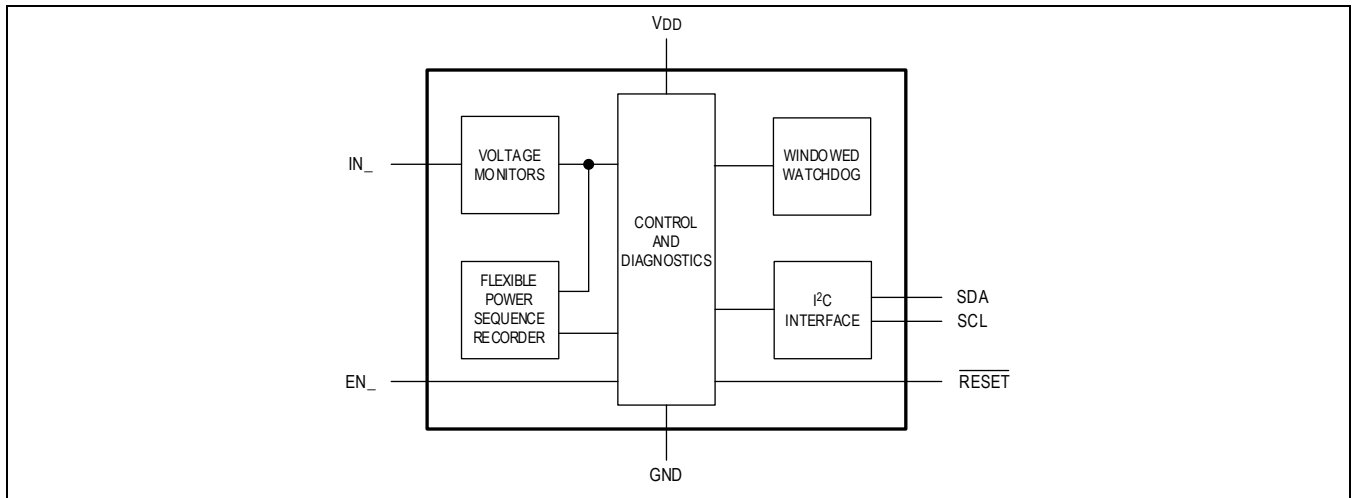 VDD
IN_
VOLTAGE
MONITORS
WINDOWED
WATCHDOG
CONTROL
AND
DIAGNOSTICS
FLEXIBLE
POWER
SEQUENCE
RECORDER
I²C
INTERFACE
SDA
SCL
EN_
RESET
GND